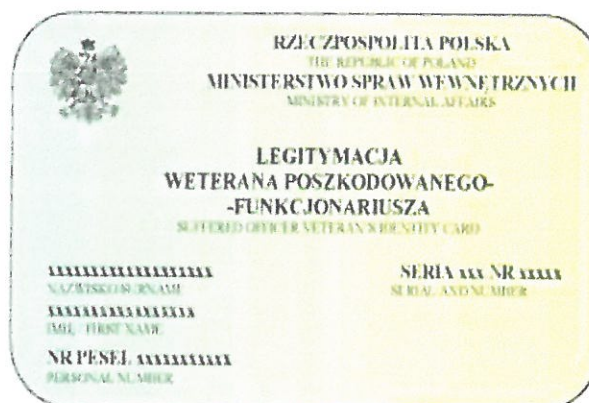 RZECZPOSPOLITA POLSKA
THE REPUBLIC OF POLAND
MINISTERSTWO SPRAW WEWNĘTRZNYCH
MINISTRY OF INTERNAL AFFAIRS
LEGITYMACJA
WETERANA POSZKODOWANEGO-
-FUNKCJONARIUSZA
SUFFERED OFFICER VETERAN'S IDENTITY CARD
xxxxxxxxxxxxxxxxxxx
NAZWISKO/SURNAME
SERIA xxx NR xxxxx
SERIAL AND NUMBER
xxxxxxxxxxxxxxxxx
IMIĘ / FIRST NAME
NR PESEL xxxxxxxxxxx
PERSONAL NUMBER